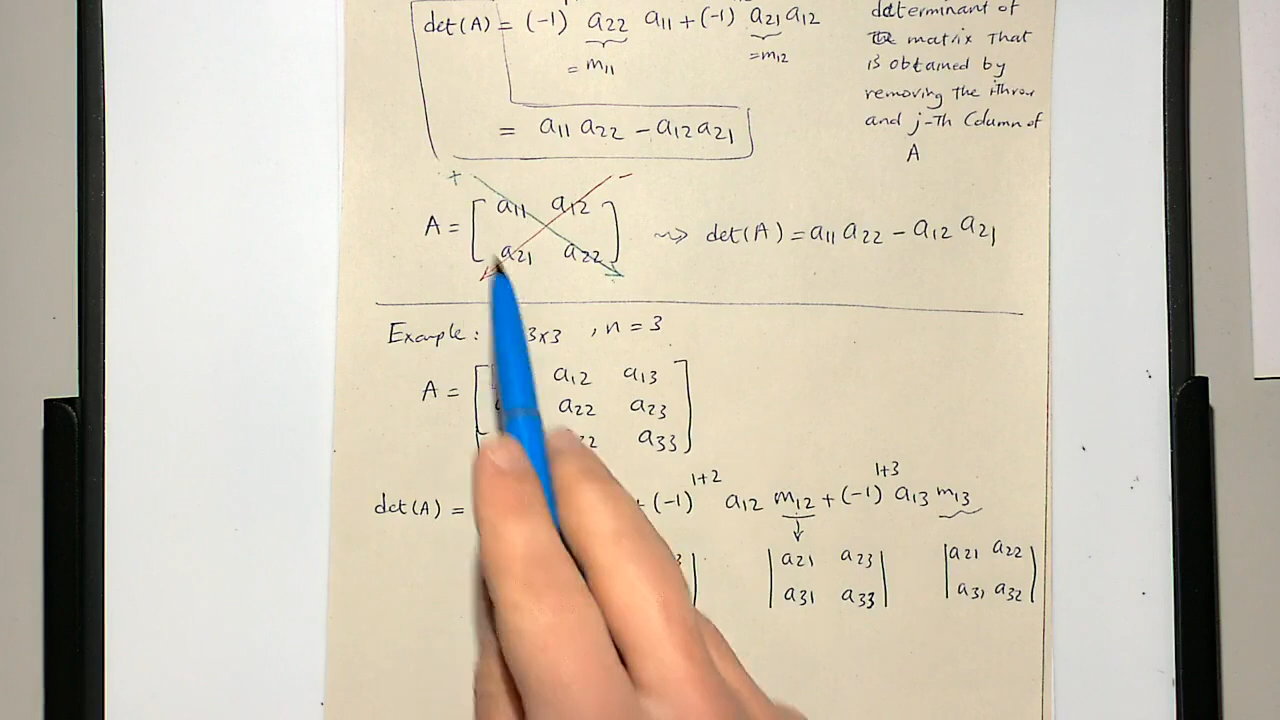 det(A) = (-1) a22 a11 + (-1) a21 a12
= m11 = m12
= a11 a22 - a12 a21
determinant of
matrix that
is obtained by
removing the ith row
and j-th Column of
A
+ -
A = [ a11 a12
a21 a22 ] ⇝ det(A) = a11 a22 - a12 a21
Example: 3x3 , n = 3
A = [ a12 a13
a22 a23
a33 ]
1+2 1+3
det(A) = + (-1) a12 m12 + (-1) a13 m13
↓
| a21 a23 | | a21 a22 |
| a31 a33 | | a31 a32 |